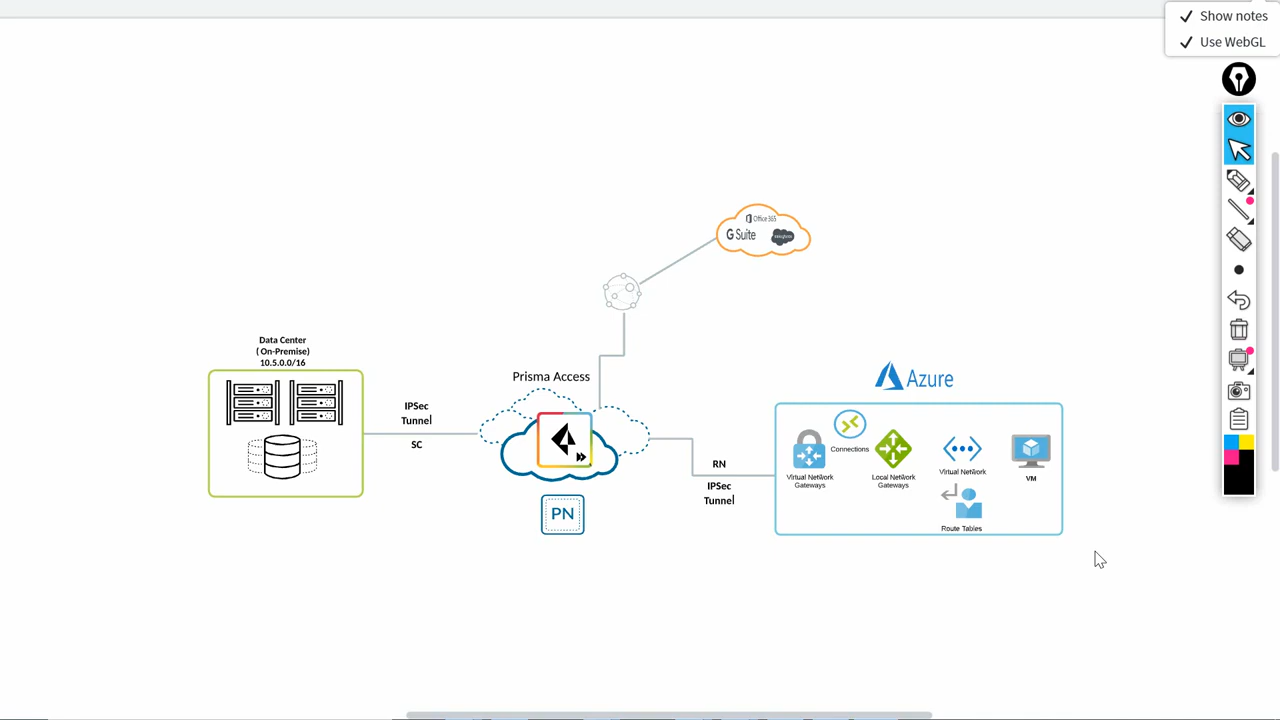 Show notes
Use WebGL
Office 365
G Suite
salesforce
Data Center
( On-Premise)
10.5.0.0/16
IPSec
Tunnel
SC
Prisma Access
PN
RN
IPSec
Tunnel
Azure
Connections
Virtual Network
Gateways
Local Network
Gateways
Virtual Network
VM
Route Tables